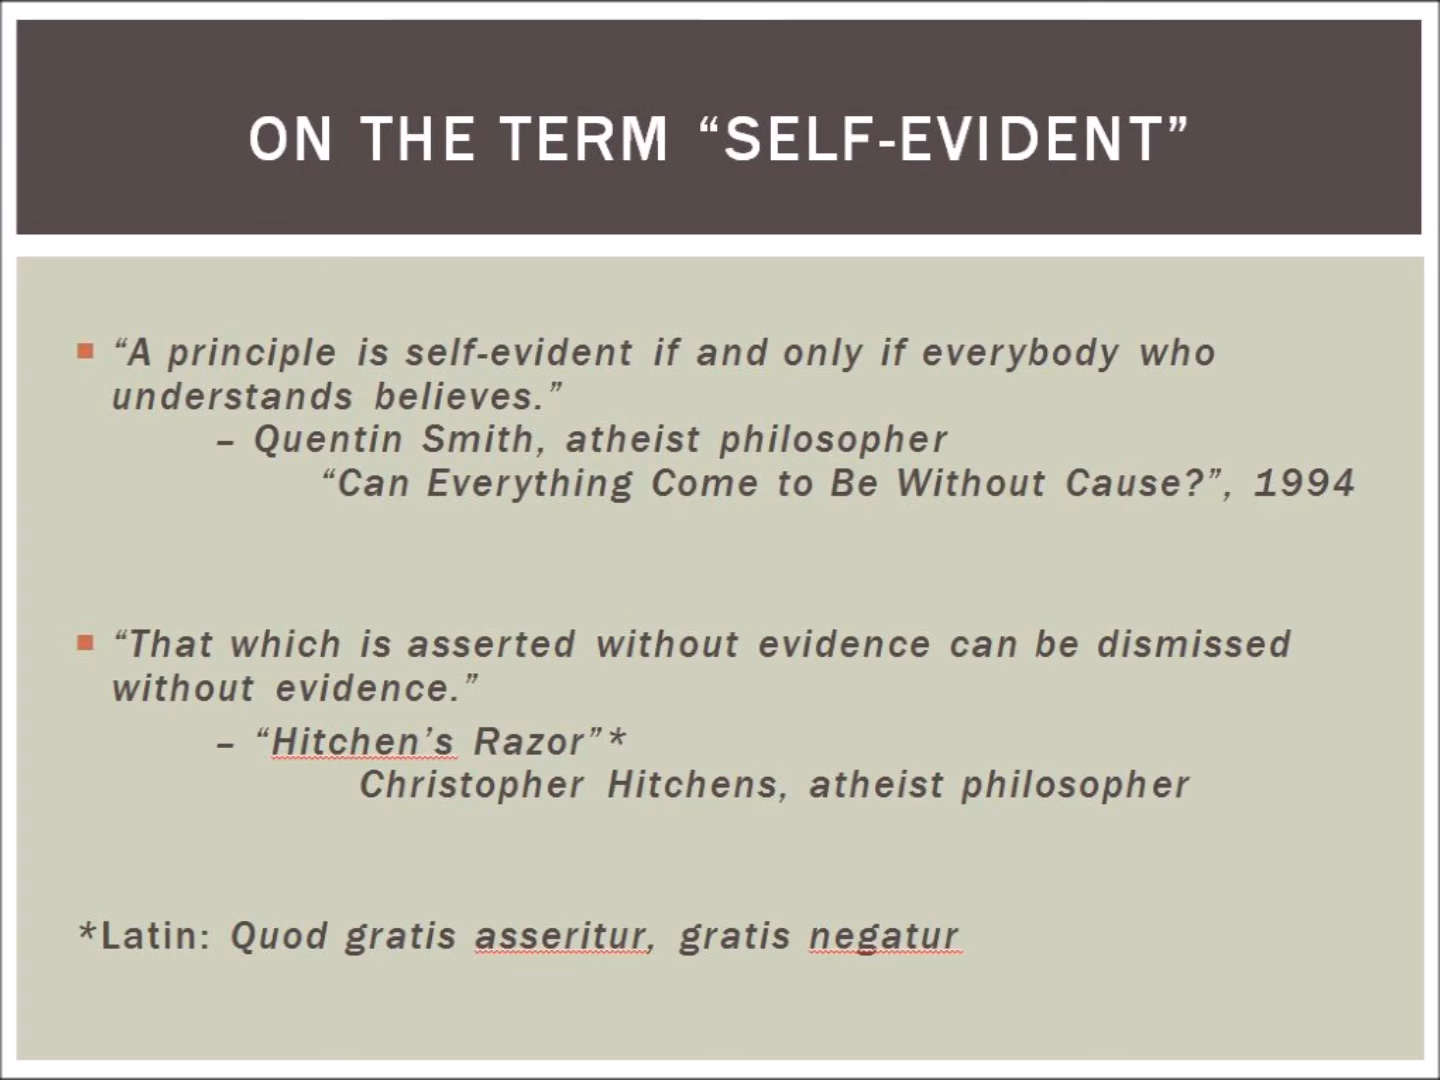 ON THE TERM “SELF-EVIDENT”
“A principle is self-evident if and only if everybody who
understands believes.”
– Quentin Smith, atheist philosopher
“Can Everything Come to Be Without Cause?”, 1994
“That which is asserted without evidence can be dismissed
without evidence.”
– “Hitchen’s Razor”*
Christopher Hitchens, atheist philosopher
*Latin: Quod gratis asseritur, gratis negatur